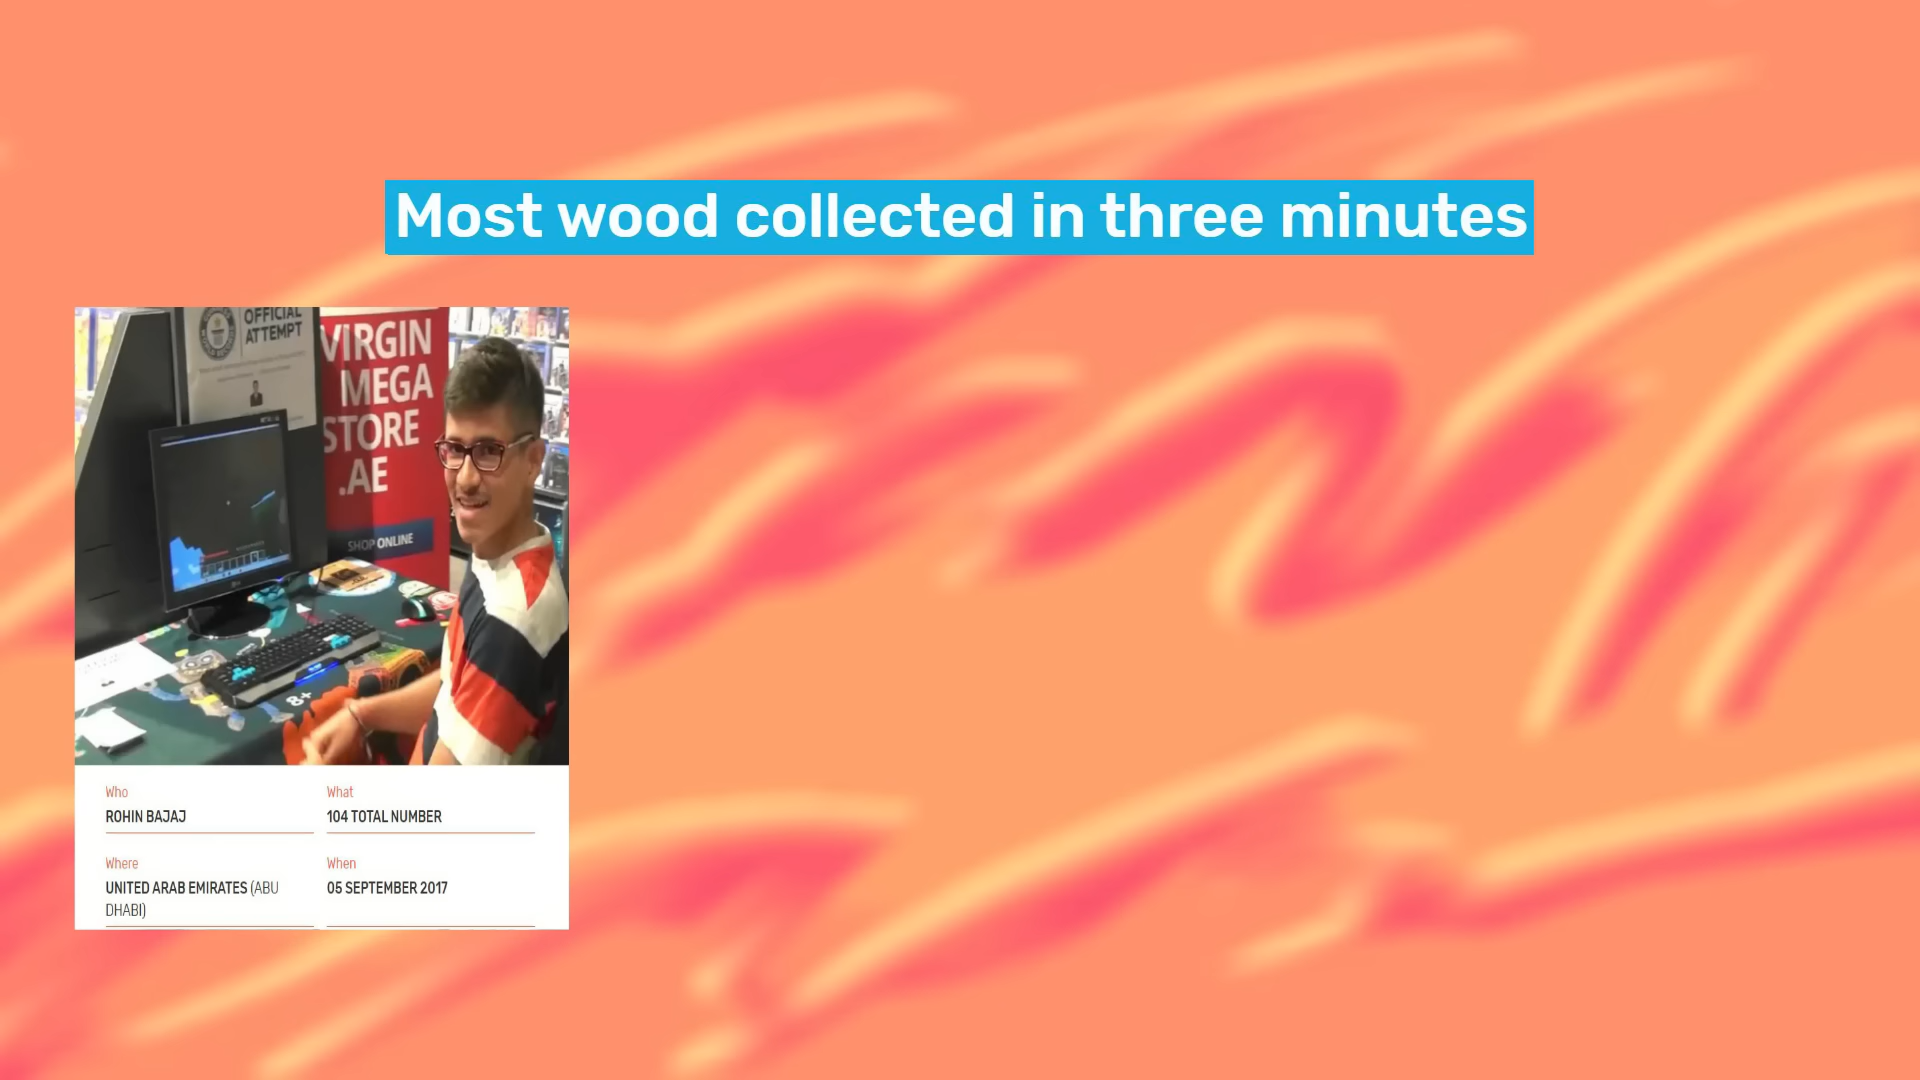 Most wood collected in three minutes
OFFICIAL
ATTEMPT
VIRGIN
MEGA
STORE
.AE
SHOP ONLINE
8+
Who
ROHIN BAJAJ
What
104 TOTAL NUMBER
Where
UNITED ARAB EMIRATES (ABU
DHABI)
When
05 SEPTEMBER 2017